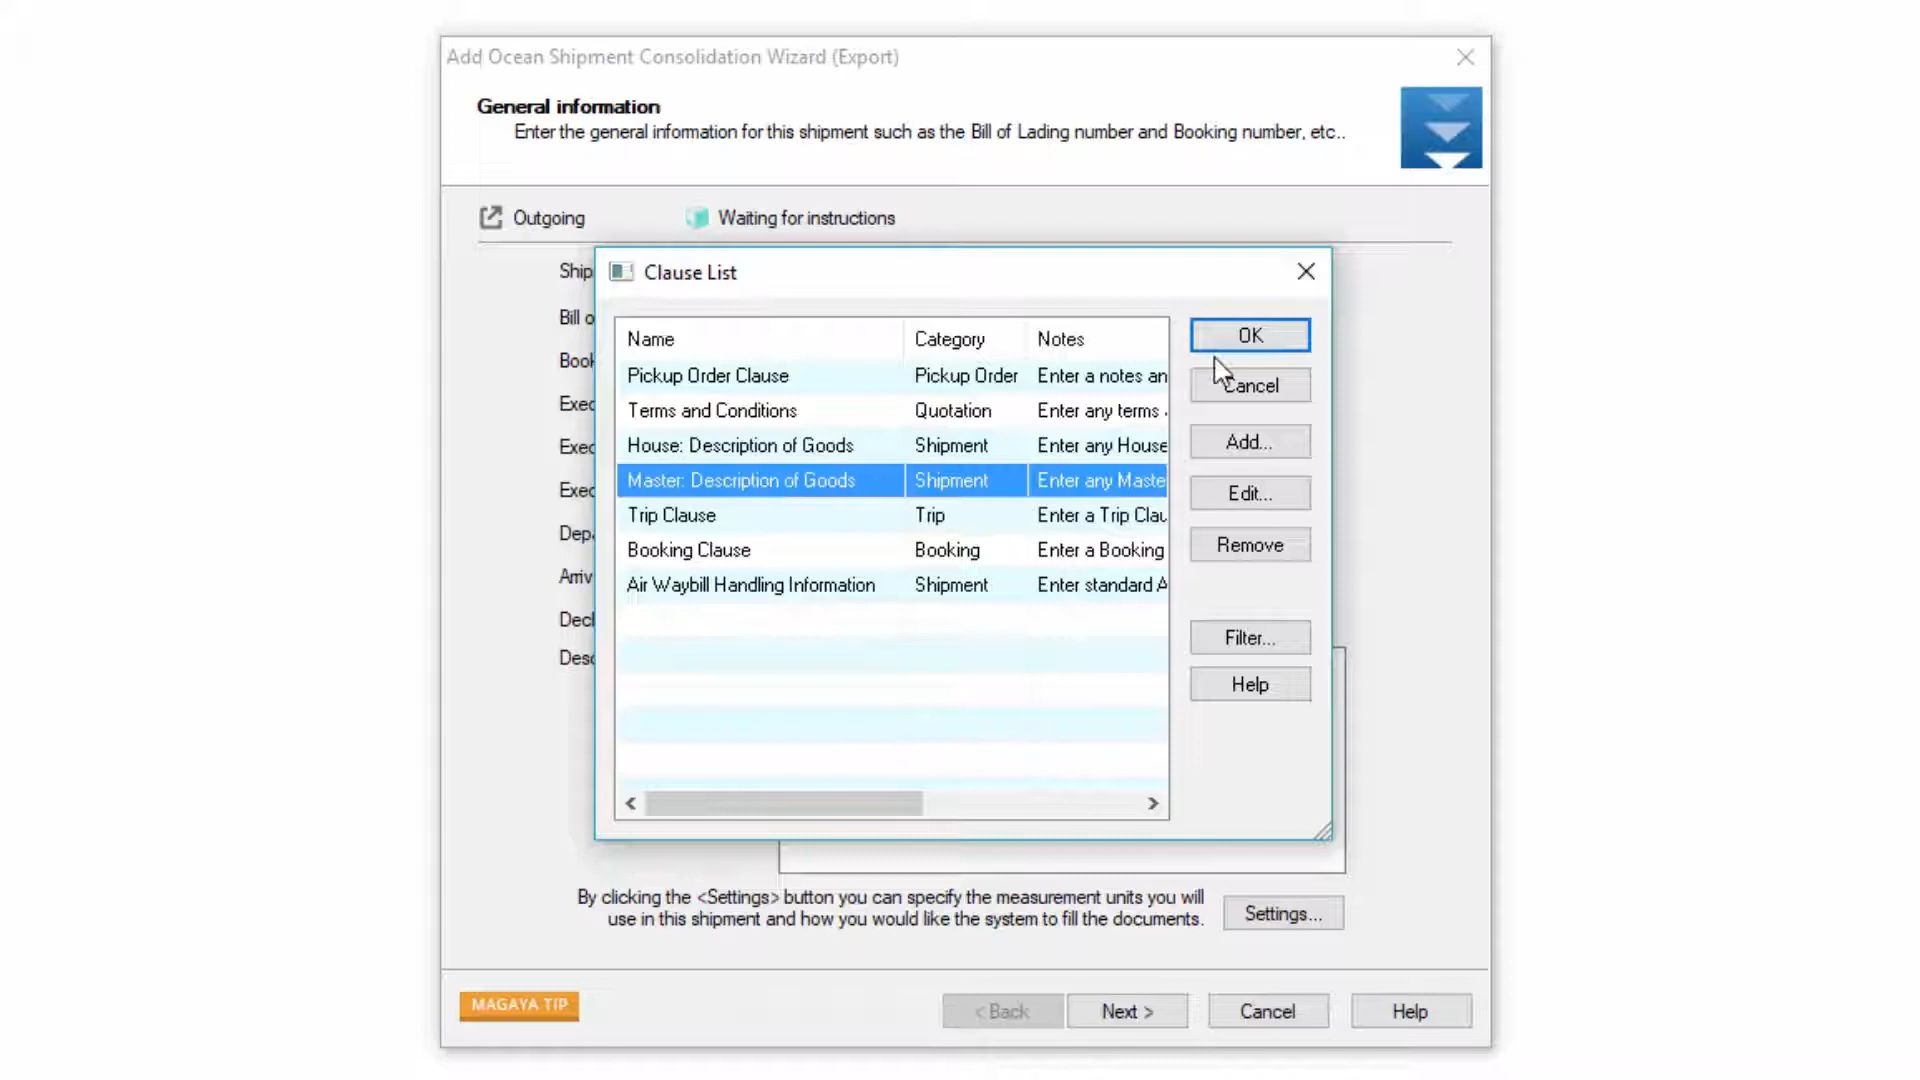 Add Ocean Shipment Consolidation Wizard (Export)
General information
Enter the general information for this shipment such as the Bill of Lading number and Booking number, etc..
Outgoing
Waiting for instructions
Ship
Clause List
Bill o
Name Category Notes
OK
Book
Pickup Order Clause Pickup Order Enter a notes an
Cancel
Exec
Terms and Conditions Quotation Enter any terms
Exec
House: Description of Goods Shipment Enter any House
Add...
Exec
Master: Description of Goods Shipment Enter any Maste
Edit...
Depa
Trip Clause Trip Enter a Trip Clau
Booking Clause Booking Enter a Booking
Remove
Arriv
Air Waybill Handling Information Shipment Enter standard A
Decl
Filter...
Desc
Help
By clicking the <Settings> button you can specify the measurement units you will
use in this shipment and how you would like the system to fill the documents.
Settings...
MAGAYA TIP
< Back Next > Cancel Help